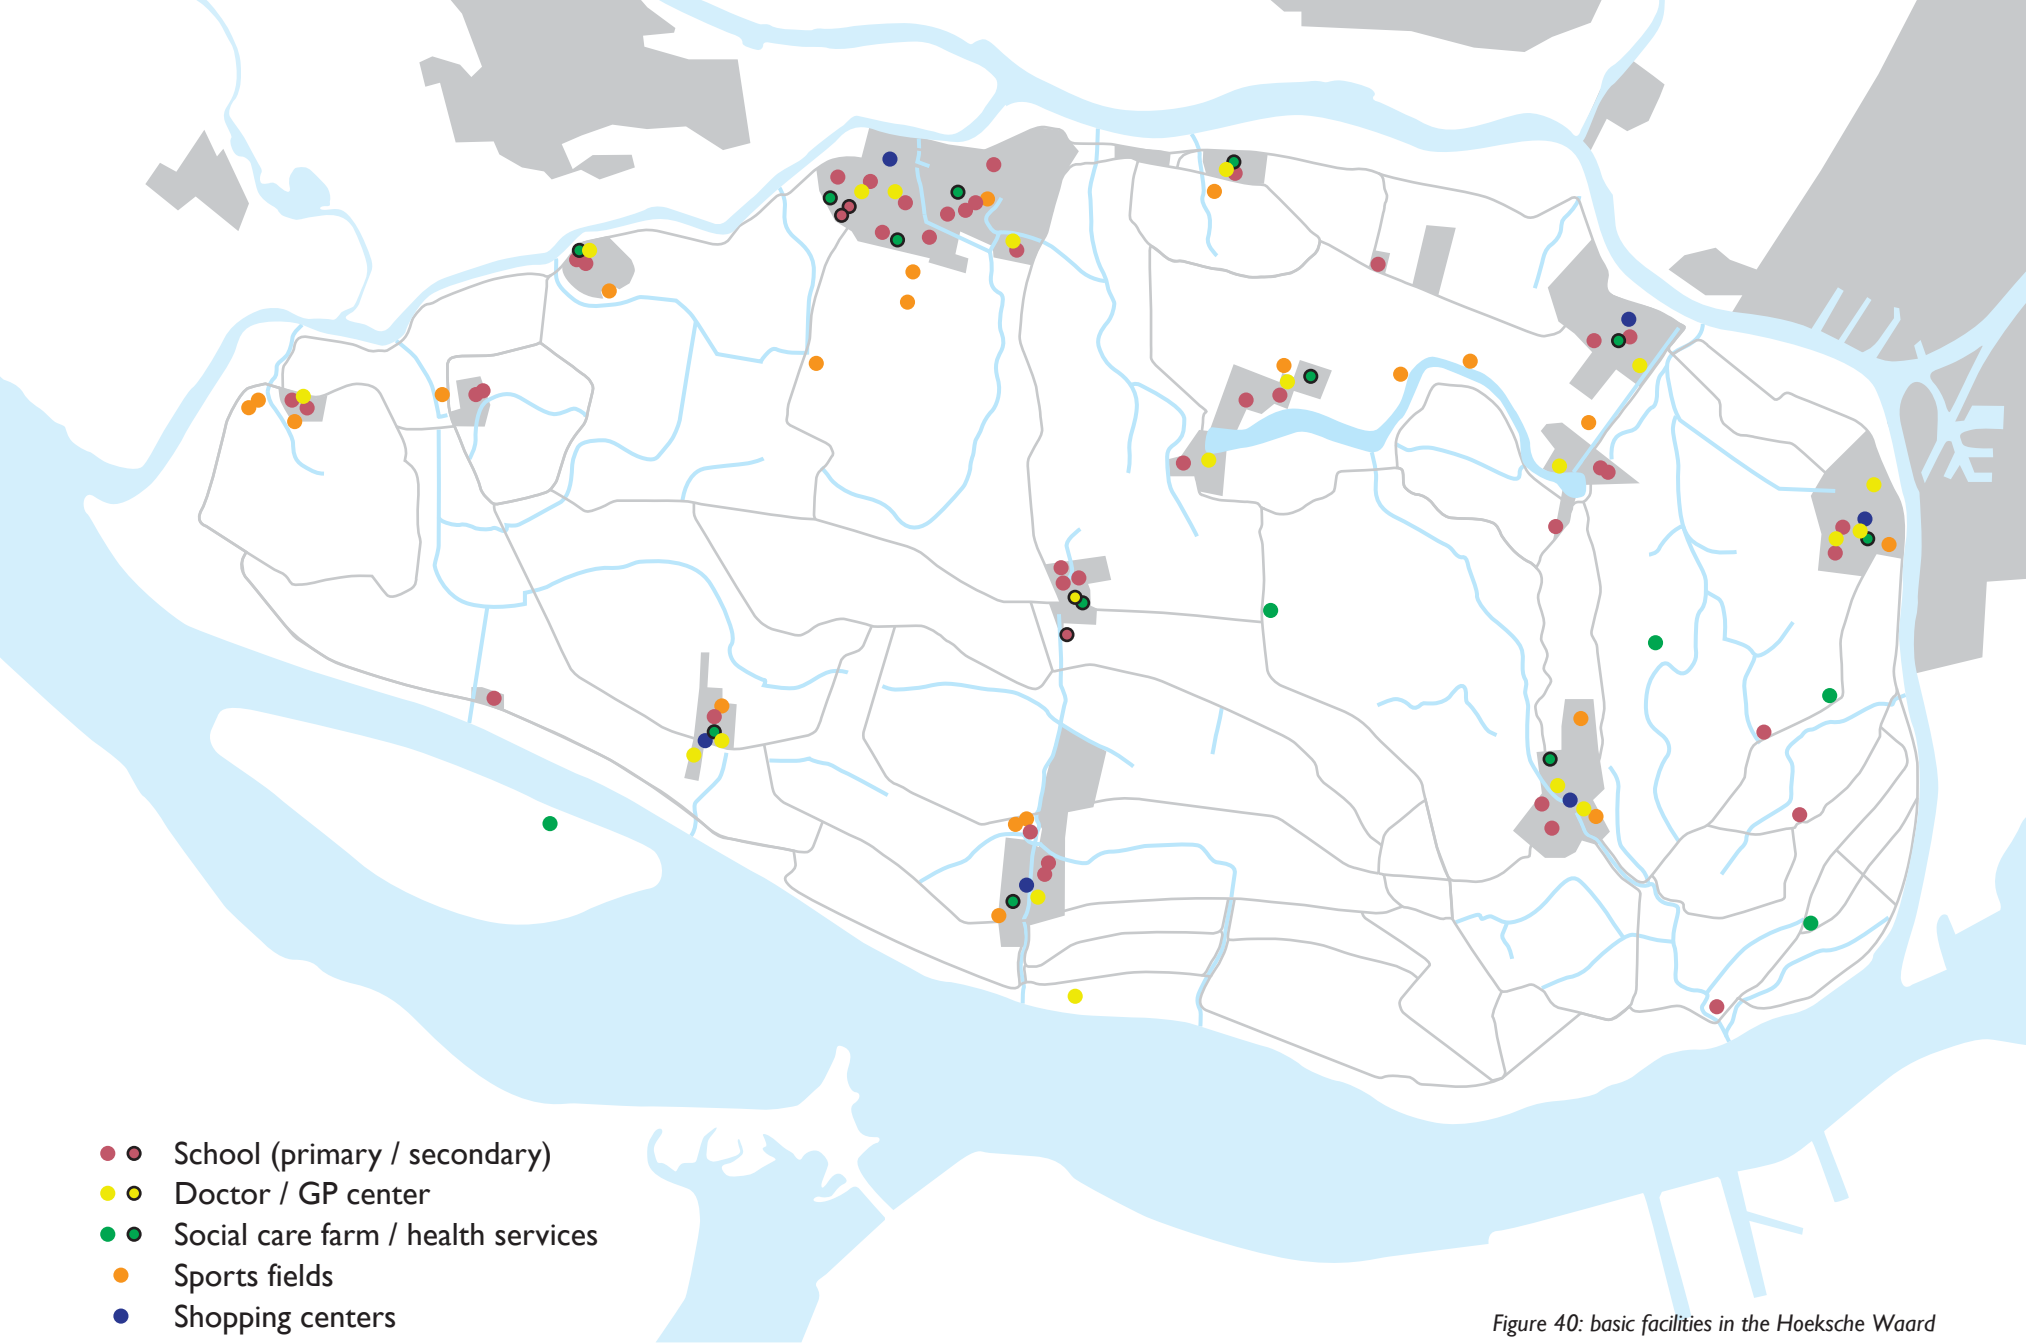 School (primary / secondary)
Doctor / GP center
Social care farm / health services
Sports fields
Shopping centers
Figure 40: basic facilities in the Hoeksche Waard